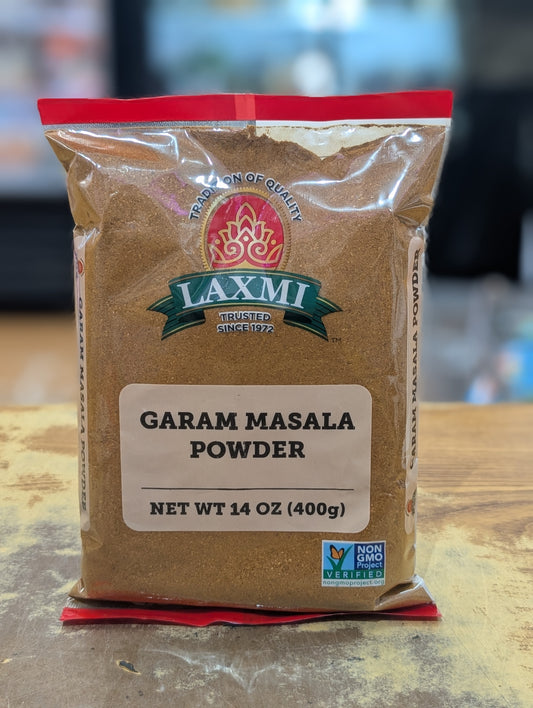 TRADITION OF QUALITY
LAXMI
TRUSTED
SINCE 1972
™
GARAM MASALA POWDER
GARAM MASALA POWDER
GARAM MASALA
POWDER
NET WT 14 OZ (400g)
NON
GMO
Project
VERIFIED
nongmoproject.org